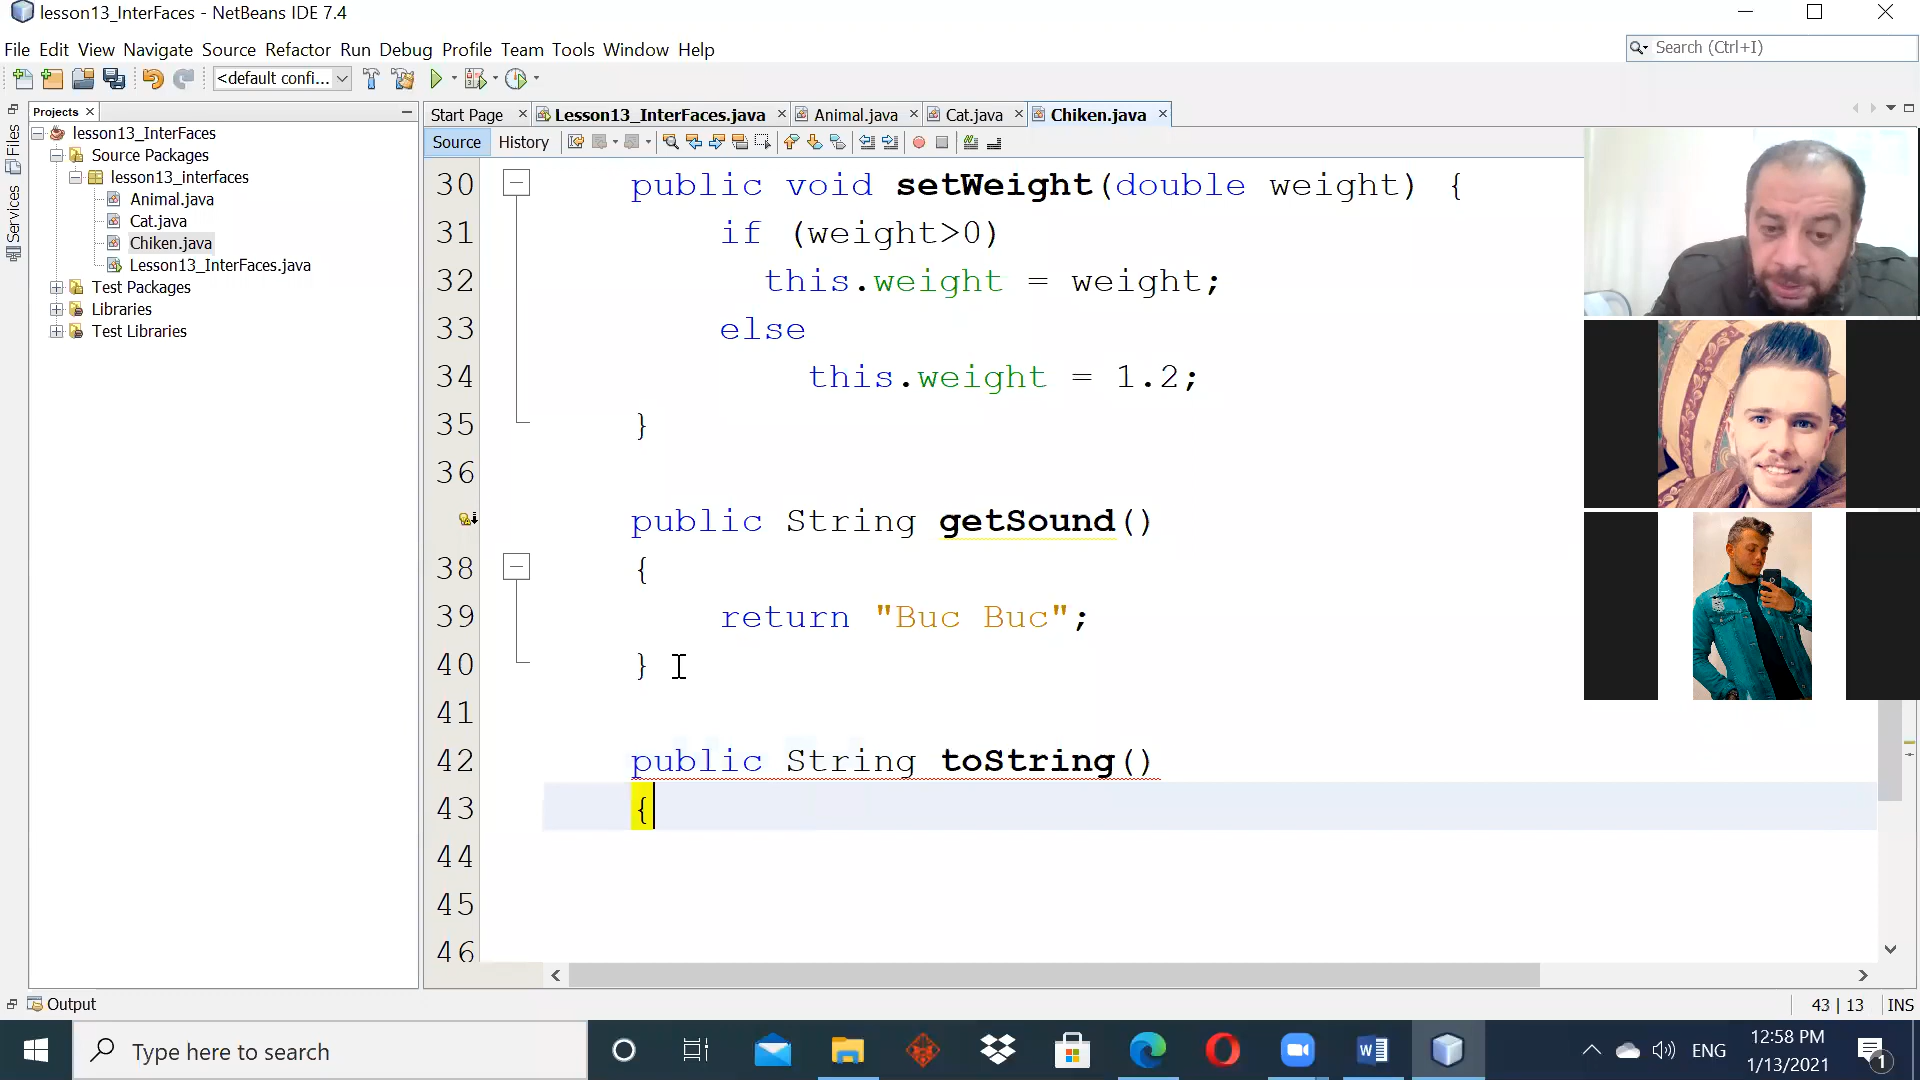 lesson13_InterFaces - NetBeans IDE 7.4
File Edit View Navigate Source Refactor Run Debug Profile Team Tools Window Help
Search (Ctrl+I)
<default confi...
Projects
Files
Services
lesson13_InterFaces
Source Packages
lesson13_interfaces
Animal.java
Cat.java
Chiken.java
Lesson13_InterFaces.java
Test Packages
Libraries
Test Libraries
Start Page Lesson13_InterFaces.java Animal.java Cat.java Chiken.java
Source History
30 public void setWeight(double weight) {
31 if (weight>0)
32 this.weight = weight;
33 else
34 this.weight = 1.2;
35 }
36
public String getSound()
38 {
39 return "Buc Buc";
40 }
41
42 public String toString()
43 {
44
45
46
Output
43 | 13 INS
Type here to search
ENG
12:58 PM
1/13/2021
1